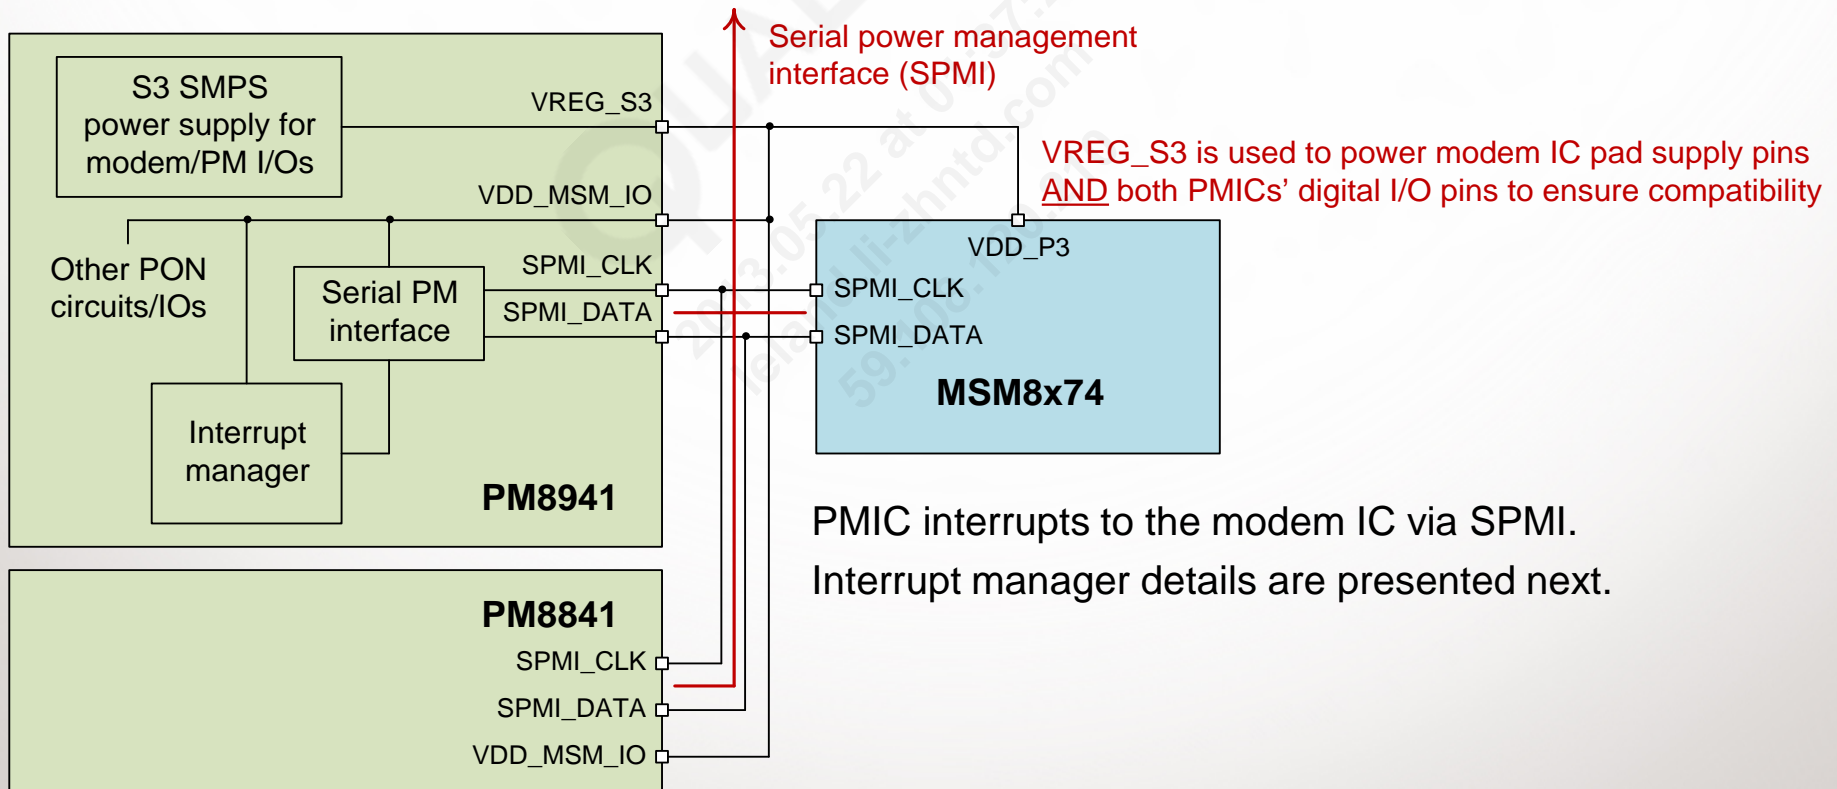 Serial power management
interface (SPMI)
S3 SMPS
power supply for
modem/PM I/Os
VREG_S3
VREG_S3 is used to power modem IC pad supply pins
AND both PMICs' digital I/O pins to ensure compatibility
VDD_MSM_IO
VDD_P3
Other PON
circuits/IOs
Serial PM
interface
SPMI_CLK
SPMI_DATA
SPMI_CLK
SPMI_DATA
MSM8x74
Interrupt
manager
PM8941
PMIC interrupts to the modem IC via SPMI.
Interrupt manager details are presented next.
PM8841
SPMI_CLK
SPMI_DATA
VDD_MSM_IO